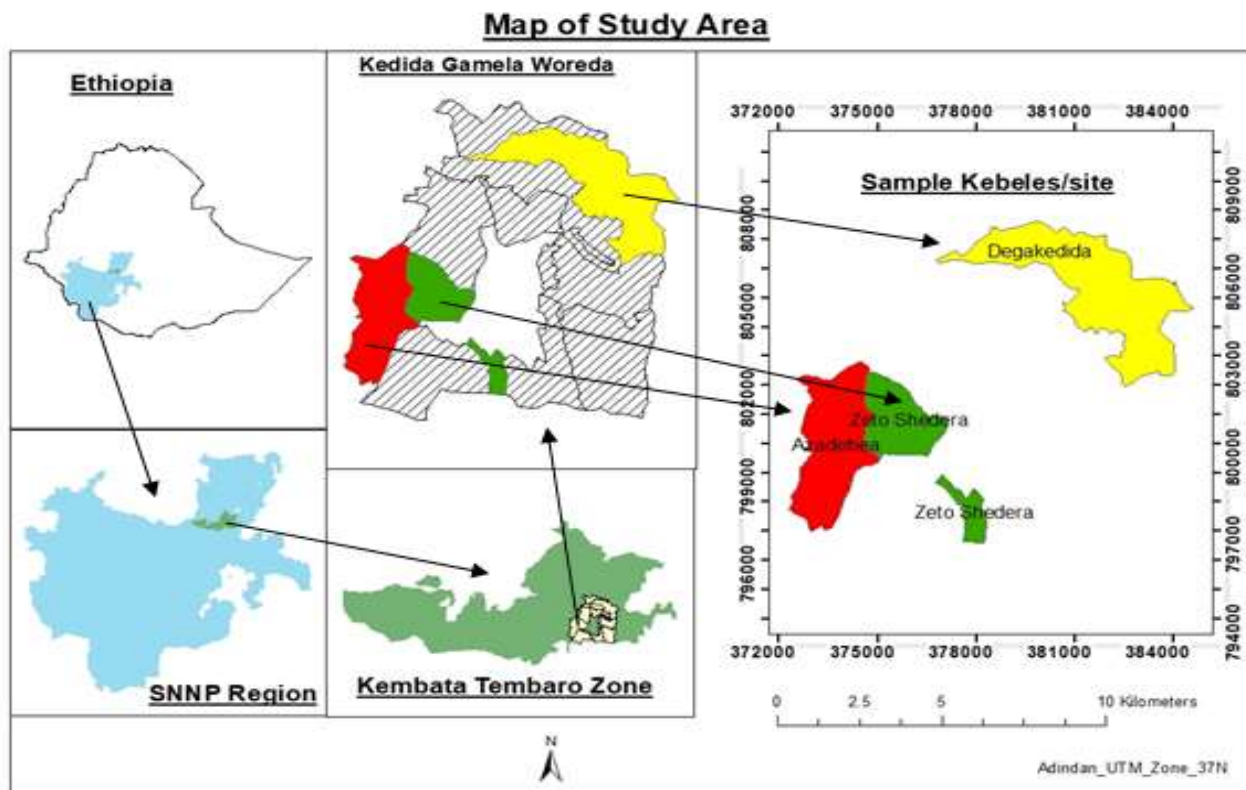 Map of Study Area
Ethiopia
Kedida Gamela Woreda
SNNP Region
Kembata Tembaro Zone
372000 375000 378000 381000 384000
Sample Kebeles/site
Degakedida
Zeto Shedera
Zeto Shedera
808000
805000
802000
799000
796000
809000
806000
803000
800000
797000
794000
372000 375000 378000 381000 384000
0 2.5 5 10 Kilometers
N
Adindan_UTM_Zone_37N